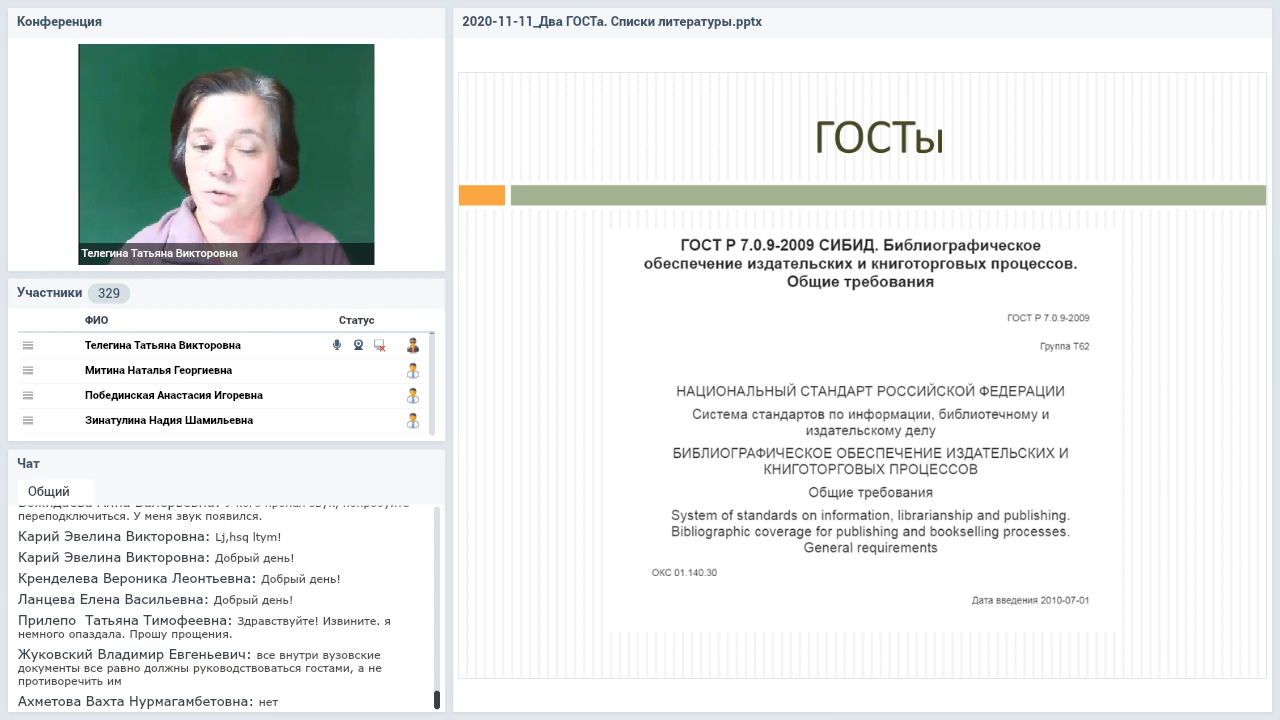 Конференция
Телегина Татьяна Викторовна
Участники 329
ФИО Статус
Телегина Татьяна Викторовна
Митина Наталья Георгиевна
Побединская Анастасия Игоревна
Зинатулина Надия Шамильевна
Чат
Общий
переподключиться. У меня звук появился.
Карий Эвелина Викторовна: Lj,hsq ltym!
Карий Эвелина Викторовна: Добрый день!
Кренделева Вероника Леонтьевна: Добрый день!
Ланцева Елена Васильевна: Добрый день!
Прилепо Татьяна Тимофеевна: Здравствуйте! Извините. я
немного опаздала. Прошу прощения.
Жуковский Владимир Евгеньевич: все внутри вузовские
документы все равно должны руководствоваться гостами, а не
противоречить им
Ахметова Вахта Нурмагамбетовна: нет
2020-11-11_Два ГОСТа. Списки литературы.pptx
ГОСТы
ГОСТ Р 7.0.9-2009 СИБИД. Библиографическое
обеспечение издательских и книготорговых процессов.
Общие требования
ГОСТ Р 7.0.9-2009
Группа Т62
НАЦИОНАЛЬНЫЙ СТАНДАРТ РОССИЙСКОЙ ФЕДЕРАЦИИ
Система стандартов по информации, библиотечному и
издательскому делу
БИБЛИОГРАФИЧЕСКОЕ ОБЕСПЕЧЕНИЕ ИЗДАТЕЛЬСКИХ И
КНИГОТОРГОВЫХ ПРОЦЕССОВ
Общие требования
System of standards on information, librarianship and publishing.
Bibliographic coverage for publishing and bookselling processes.
General requirements
ОКС 01.140.30
Дата введения 2010-07-01